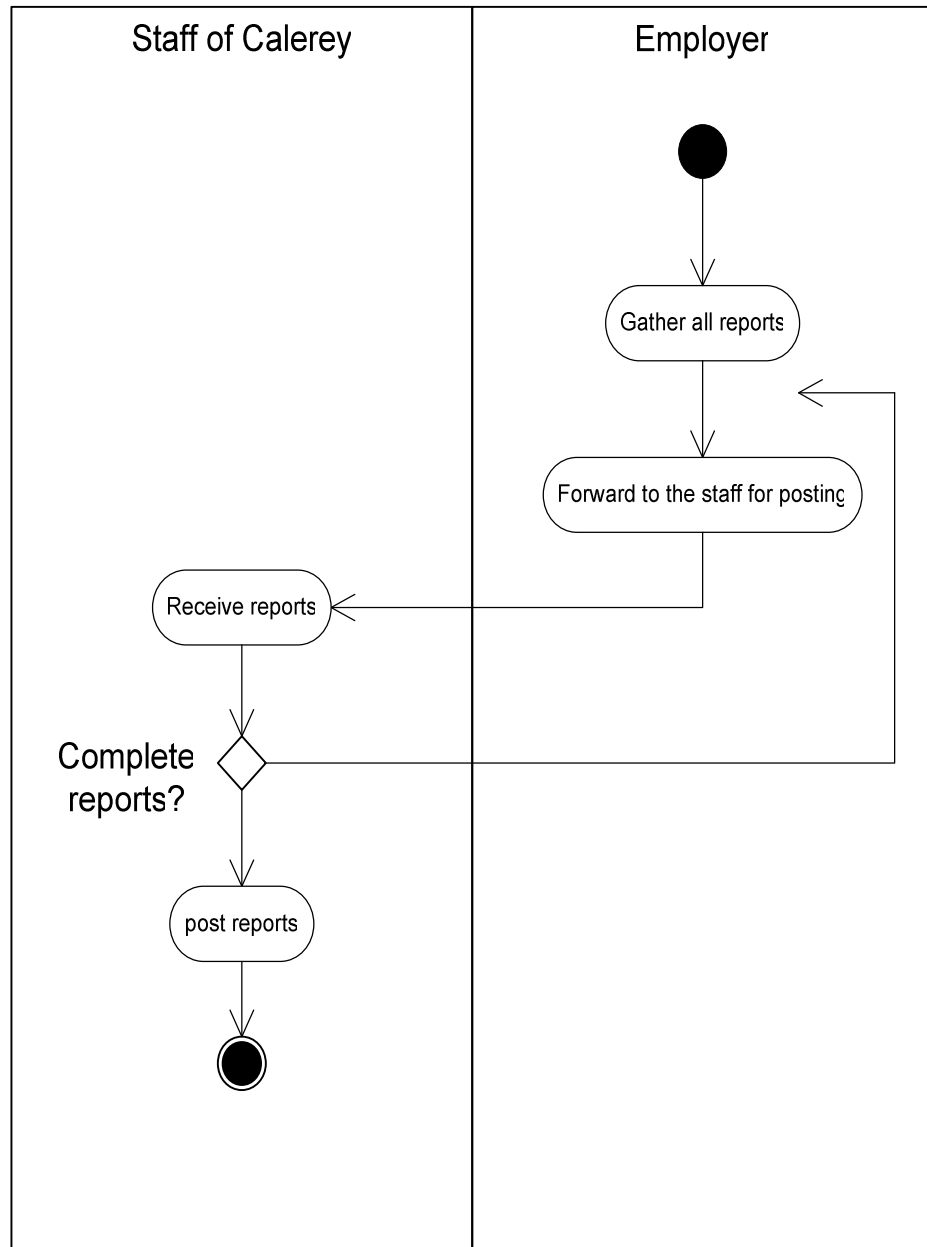 Staff of Calerey
Employer
Gather all reports
Forward to the staff for posting
Receive reports
Complete
reports?
post reports